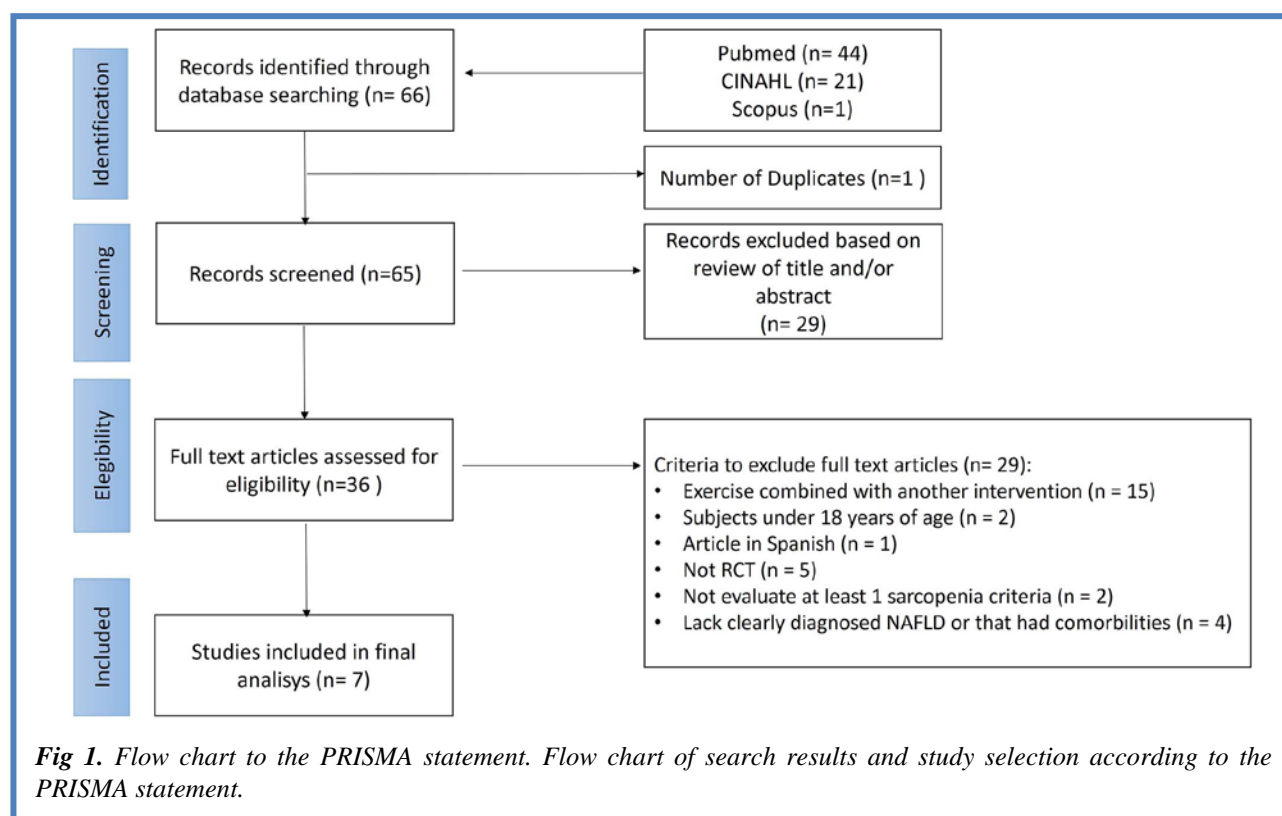 Identification
Records identified through
database searching (n= 66)
Pubmed (n= 44)
CINAHL (n= 21)
Scopus (n=1)
Number of Duplicates (n=1 )
Screening
Records screened (n=65)
Records excluded based on
review of title and/or
abstract
(n= 29)
Elegibility
Full text articles assessed for
eligibility (n=36 )
Criteria to exclude full text articles (n= 29):
• Exercise combined with another intervention (n = 15)
• Subjects under 18 years of age (n = 2)
• Article in Spanish (n = 1)
• Not RCT (n = 5)
• Not evaluate at least 1 sarcopenia criteria (n = 2)
• Lack clearly diagnosed NAFLD or that had comorbilities (n = 4)
Included
Studies included in final
analisys (n= 7)
Fig 1. Flow chart to the PRISMA statement. Flow chart of search results and study selection according to the
PRISMA statement.